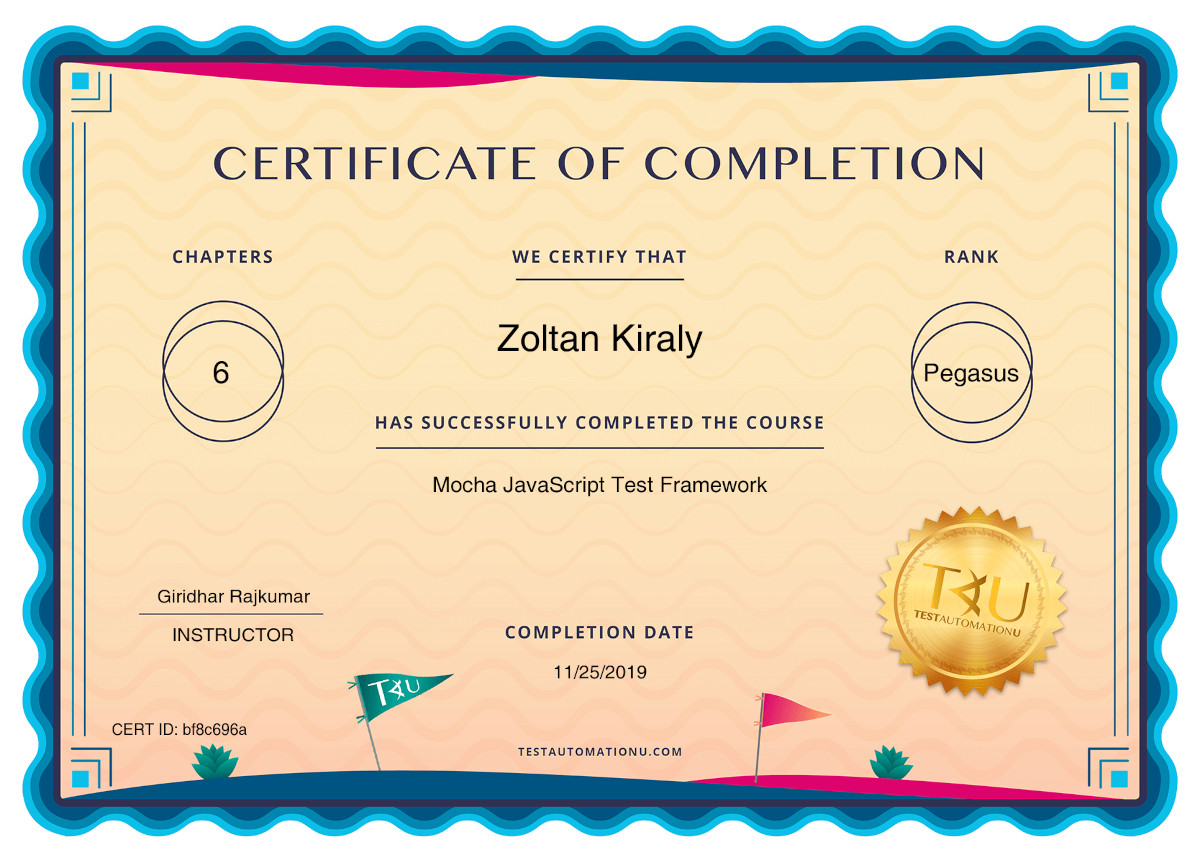 CERTIFICATE OF COMPLETION
CHAPTERS
6
WE CERTIFY THAT
Zoltan Kiraly
HAS SUCCESSFULLY COMPLETED THE COURSE
Mocha JavaScript Test Framework
RANK
Pegasus
Giridhar Rajkumar
INSTRUCTOR
COMPLETION DATE
11/25/2019
TAU
TESTAUTOMATIONU
TAU
CERT ID: bf8c696a
TESTAUTOMATIONU.COM